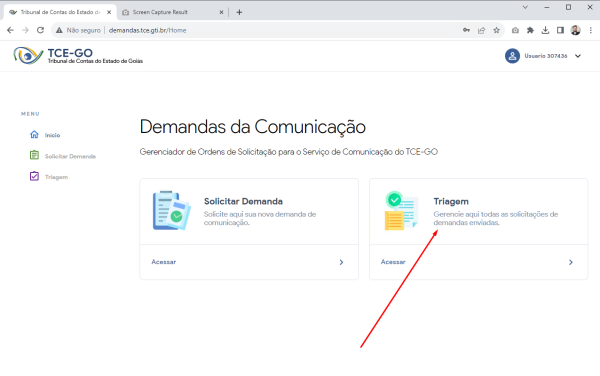 Tribunal de Contas do Estado de
Screen Capture Result
Não seguro
demandas.tce.gti.br/Home
TCE-GO
Tribunal de Contas do Estado de Goiás
Usuario 307436
MENU
Início
Solicitar Demanda
Triagem
Demandas da Comunicação
Gerenciador de Ordens de Solicitação para o Serviço de Comunicação do TCE-GO
Solicitar Demanda
Solicite aqui sua nova demanda de
comunicação.
Acessar
Triagem
Gerencie aqui todas as solicitações de
demandas enviadas.
Acessar